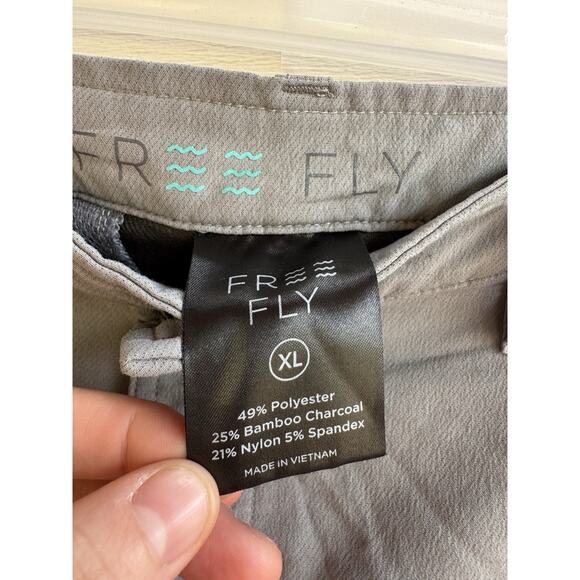 FREE FLY
FREE
FLY
XL
49% Polyester
25% Bamboo Charcoal
21% Nylon 5% Spandex
MADE IN VIETNAM